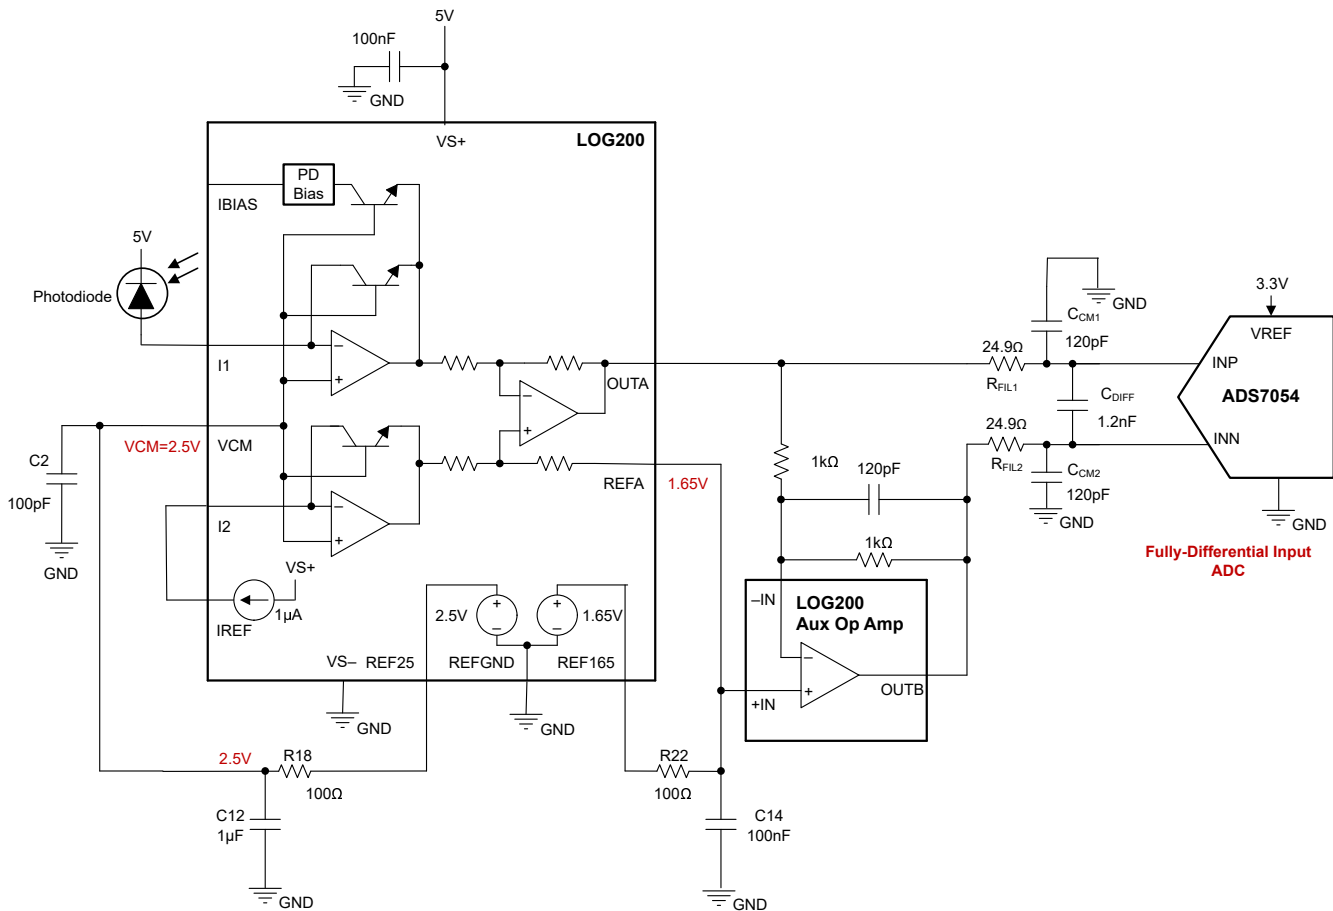 5V
100nF
GND
VS+
LOG200
PD
Bias
IBIAS
5V
Photodiode
I1
OUTA
VCM=2.5V
VCM
C2
100pF
GND
REFA
1.65V
I2
VS+
1µA
IREF
2.5V
1.65V
VS–
REF25
REFGND
REF165
GND
GND
2.5V
R18
100Ω
C12
1µF
GND
R22
100Ω
C14
100nF
GND
1kΩ
120pF
1kΩ
LOG200
Aux Op Amp
–IN
+IN
OUTB
24.9Ω
RFIL1
GND
CCM1
120pF
CDIFF
1.2nF
24.9Ω
RFIL2
CCM2
120pF
GND
3.3V
VREF
INP
ADS7054
INN
GND
Fully-Differential Input
ADC